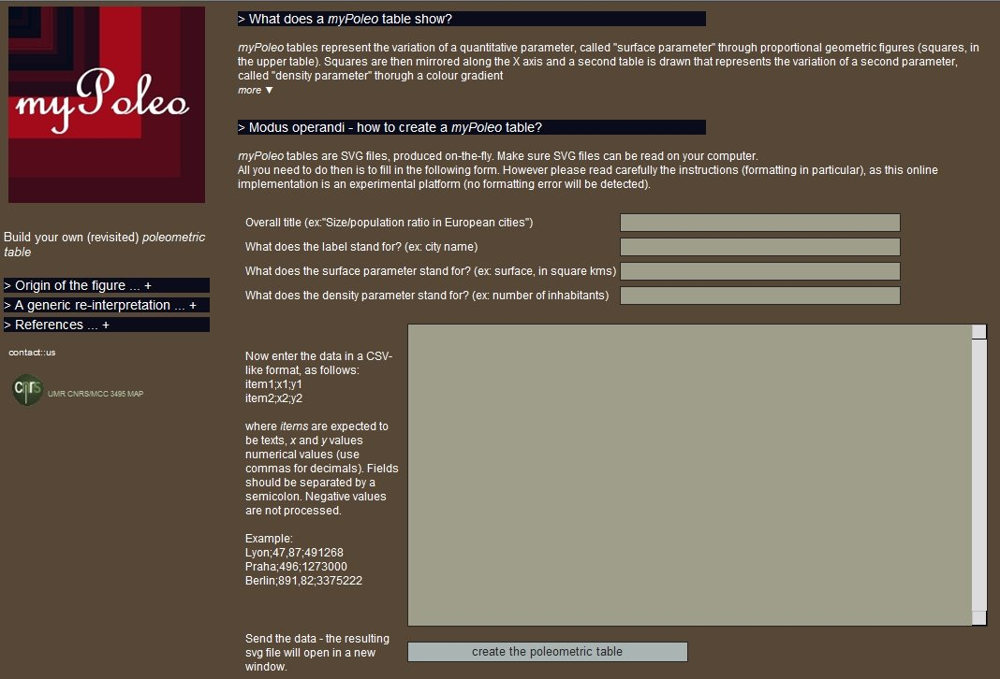 myPoleo
Build your own (revisited) poleometric
table
> Origin of the figure ... +
> A generic re-interpretation ... +
> References ... +
contact::us
cnrs
UMR CNRS/MCC 3495 MAP
> What does a myPoleo table show?
myPoleo tables represent the variation of a quantitative parameter, called "surface parameter" through proportional geometric figures (squares, in
the upper table). Squares are then mirrored along the X axis and a second table is drawn that represents the variation of a second parameter,
called "density parameter" thorugh a colour gradient
more ▼
> Modus operandi - how to create a myPoleo table?
myPoleo tables are SVG files, produced on-the-fly. Make sure SVG files can be read on your computer.
All you need to do then is to fill in the following form. However please read carefully the instructions (formatting in particular), as this online
implementation is an experimental platform (no formatting error will be detected).
Overall title (ex:"Size/population ratio in European cities")
What does the label stand for? (ex: city name)
What does the surface parameter stand for? (ex: surface, in square kms)
What does the density parameter stand for? (ex: number of inhabitants)
Now enter the data in a CSV-
like format, as follows:
item1;x1;y1
item2;x2;y2
where items are expected to
be texts, x and y values
numerical values (use
commas for decimals). Fields
should be separated by a
semicolon. Negative values
are not processed.
Example:
Lyon;47,87;491268
Praha;496;1273000
Berlin;891,82;3375222
Send the data - the resulting
svg file will open in a new
window.
create the poleometric table